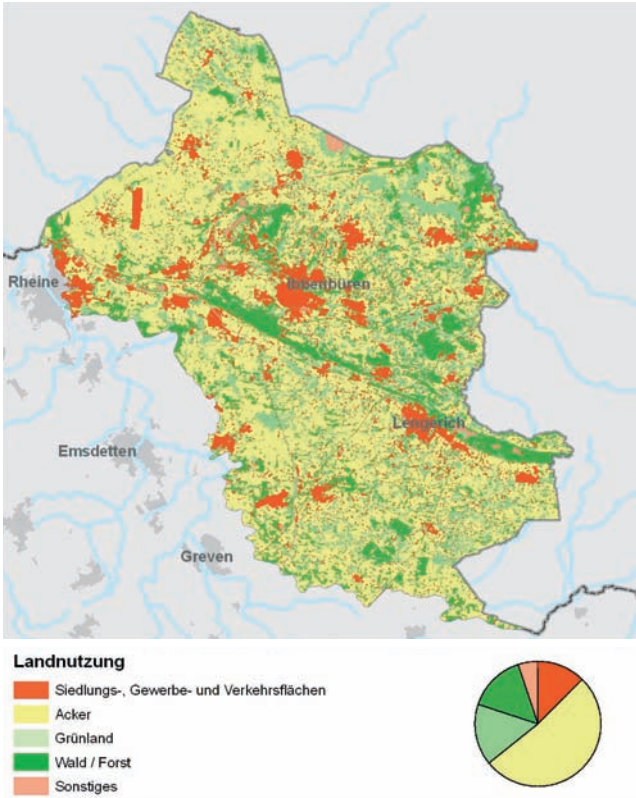 Rheine
Ibbenbüren
Lengerich
Emsdetten
Greven
Landnutzung
Siedlungs-, Gewerbe- und Verkehrsflächen
Acker
Grünland
Wald / Forst
Sonstiges